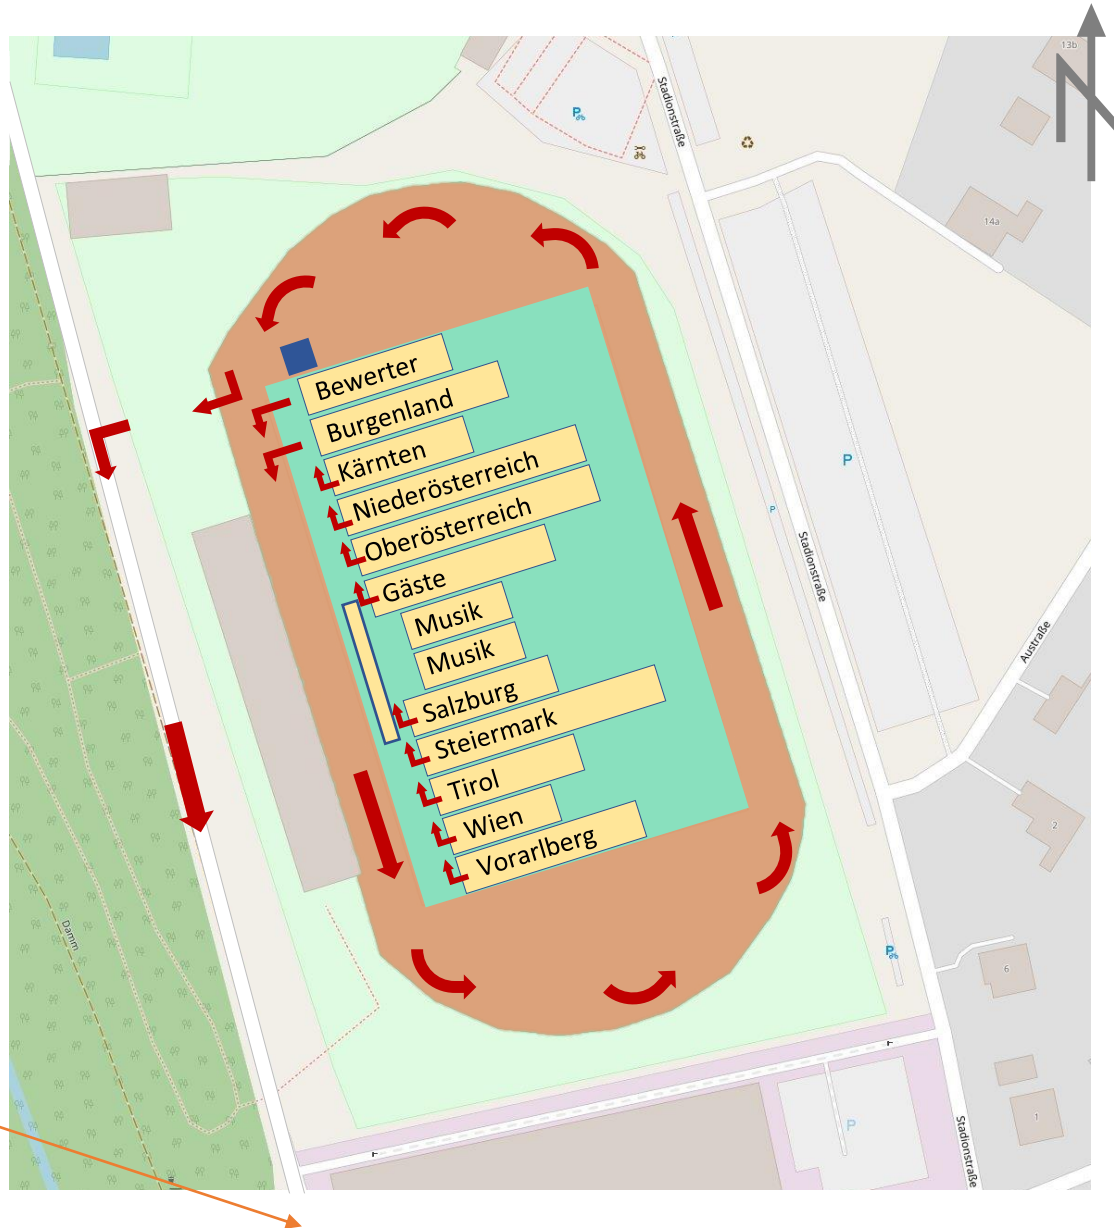 13b
Stadionstraße
P
14a
Bewerter
Burgenland
Kärnten
Niederösterreich
Oberösterreich
Gäste
Musik
Musik
Salzburg
Steiermark
Tirol
Wien
Vorarlberg
P
P
Stadionstraße
Austraße
2
Damm
P
6
1
P
Stadionstraße